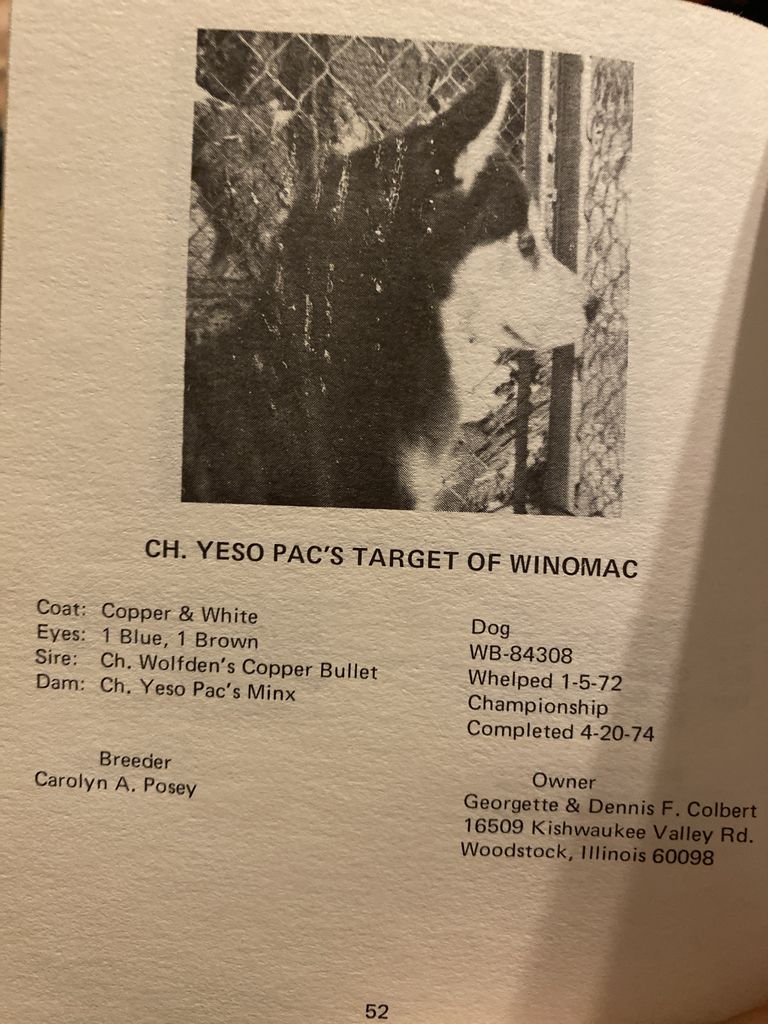 CH. YESO PAC'S TARGET OF WINOMAC
Coat: Copper & White
Eyes: 1 Blue, 1 Brown
Sire: Ch. Wolfden's Copper Bullet
Dam: Ch. Yeso Pac's Minx
Dog
WB-84308
Whelped 1-5-72
Championship
Completed 4-20-74
Breeder
Carolyn A. Posey
Owner
Georgette & Dennis F. Colbert
16509 Kishwaukee Valley Rd.
Woodstock, Illinois 60098
52